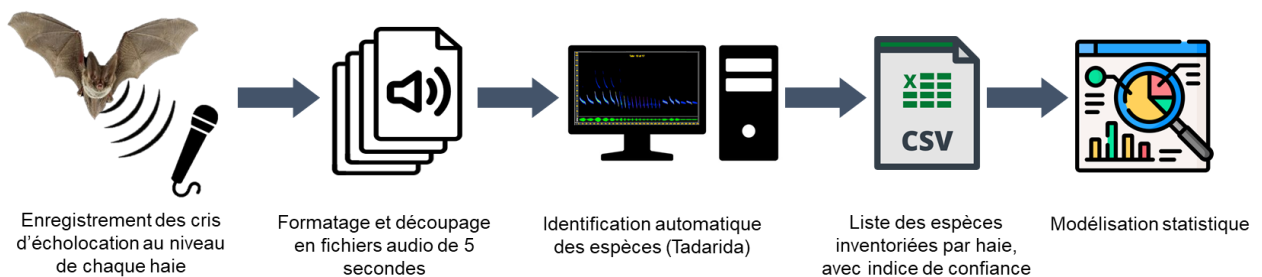 X
CSV
Enregistrement des cris
d'écholocation au niveau
de chaque haie
Formatage et découpage
en fichiers audio de 5
secondes
Identification automatique
des espèces (Tadarida)
Liste des espèces
inventoriées par haie,
avec indice de confiance
Modélisation statistique